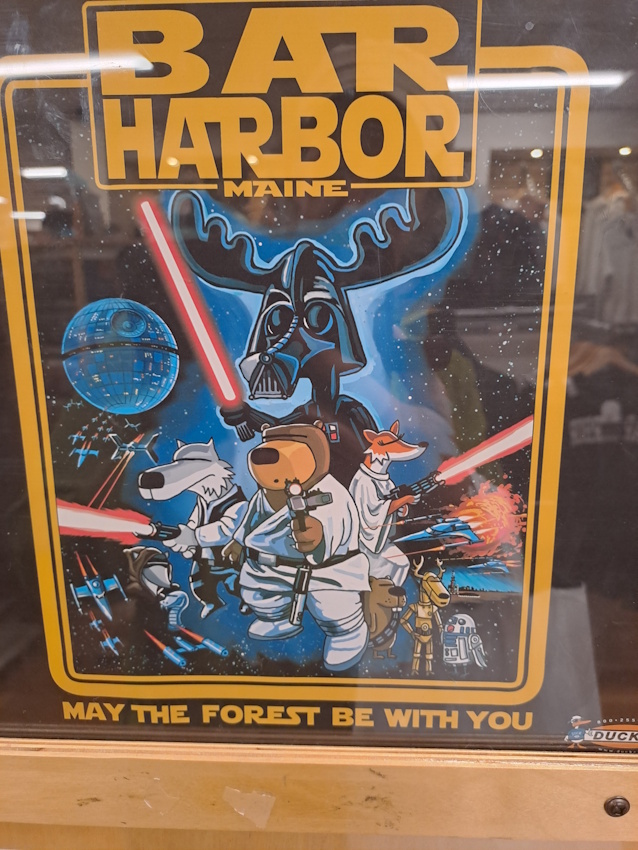 BAR
HARBOR
MAINE
MAY THE FOREST BE WITH YOU
DUCK